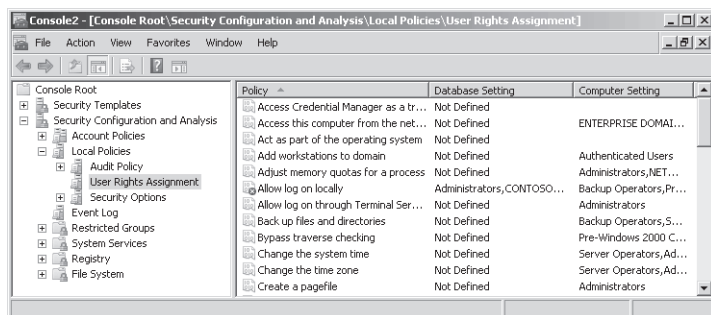 Console2 - [Console Root\Security Configuration and Analysis\Local Policies\User Rights Assignment]
File Action View Favorites Window Help
Console Root
Security Templates
Security Configuration and Analysis
Account Policies
Local Policies
Audit Policy
User Rights Assignment
Security Options
Event Log
Restricted Groups
System Services
Registry
File System
Policy Database Setting Computer Setting
Access Credential Manager as a tr... Not Defined
Access this computer from the net... Not Defined ENTERPRISE DOMAI...
Act as part of the operating system Not Defined
Add workstations to domain Not Defined Authenticated Users
Adjust memory quotas for a process Not Defined Administrators,NET...
Allow log on locally Administrators,CONTOSO... Backup Operators,Pr...
Allow log on through Terminal Ser... Not Defined Administrators
Back up files and directories Not Defined Backup Operators,S...
Bypass traverse checking Not Defined Pre-Windows 2000 C...
Change the system time Not Defined Server Operators,Ad...
Change the time zone Not Defined Server Operators,Ad...
Create a pagefile Not Defined Administrators